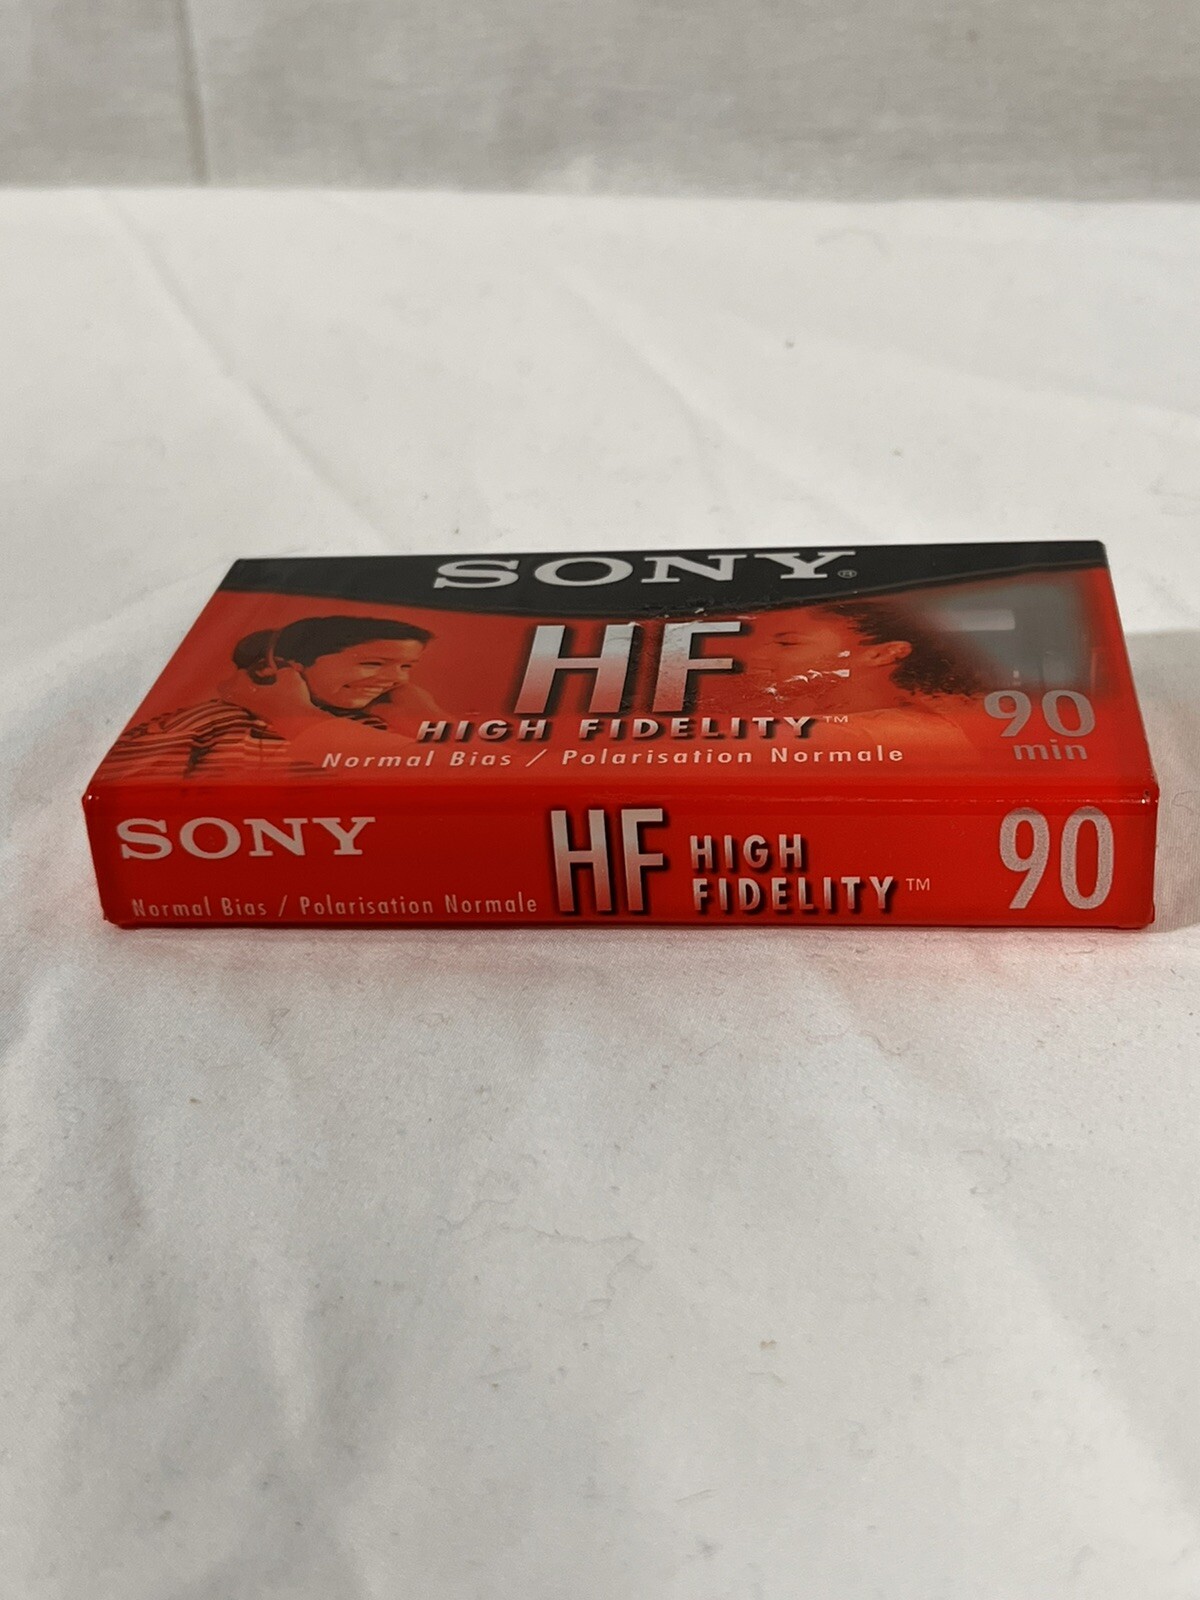 SONY®
HF
HIGH FIDELITY™
Normal Bias / Polarisation Normale
90
min
SONY
Normal Bias / Polarisation Normale
HF
HIGH
FIDELITY™
90